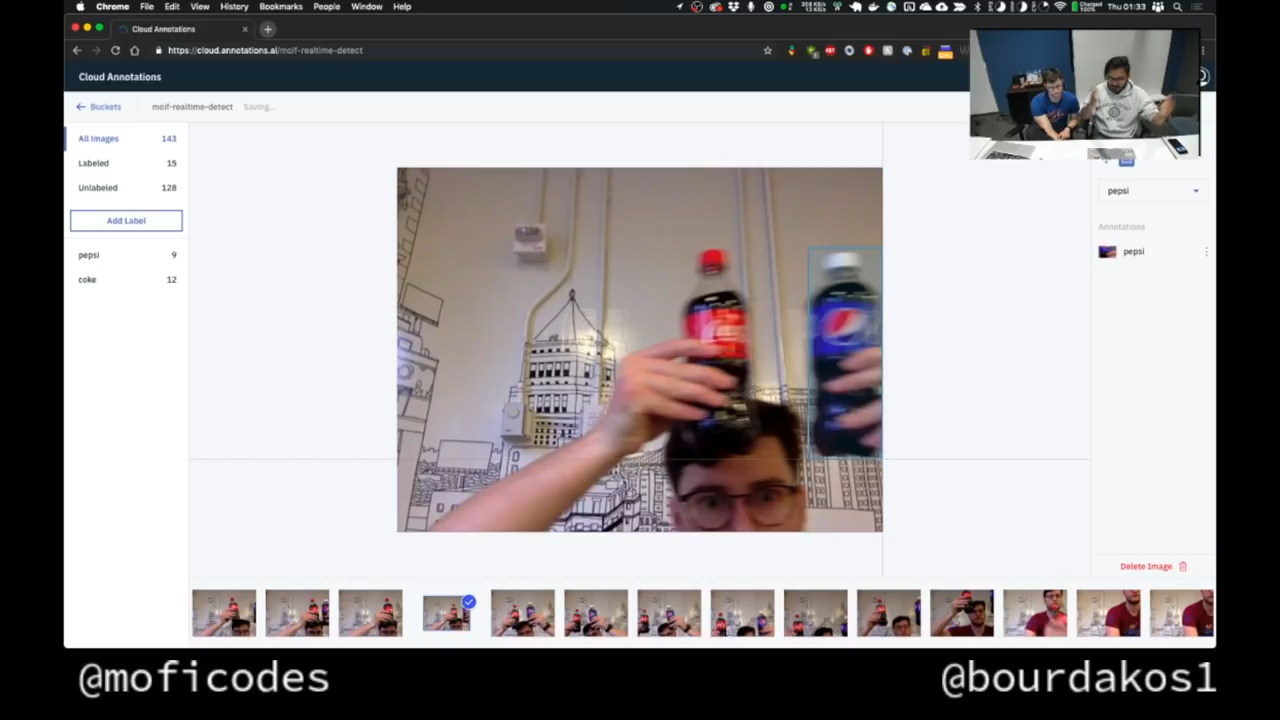 Chrome File Edit View History Bookmarks People Window Help
Charged 100% Thu 01:33
Cloud Annotations
https://cloud.annotations.ai/moif-realtime-detect
Cloud Annotations
Buckets moif-realtime-detect Saving...
All Images 143
Labeled 15
Unlabeled 128
Add Label
pepsi 9
coke 12
pepsi
Annotations
pepsi
Delete Image
@moficodes
@bourdakos1